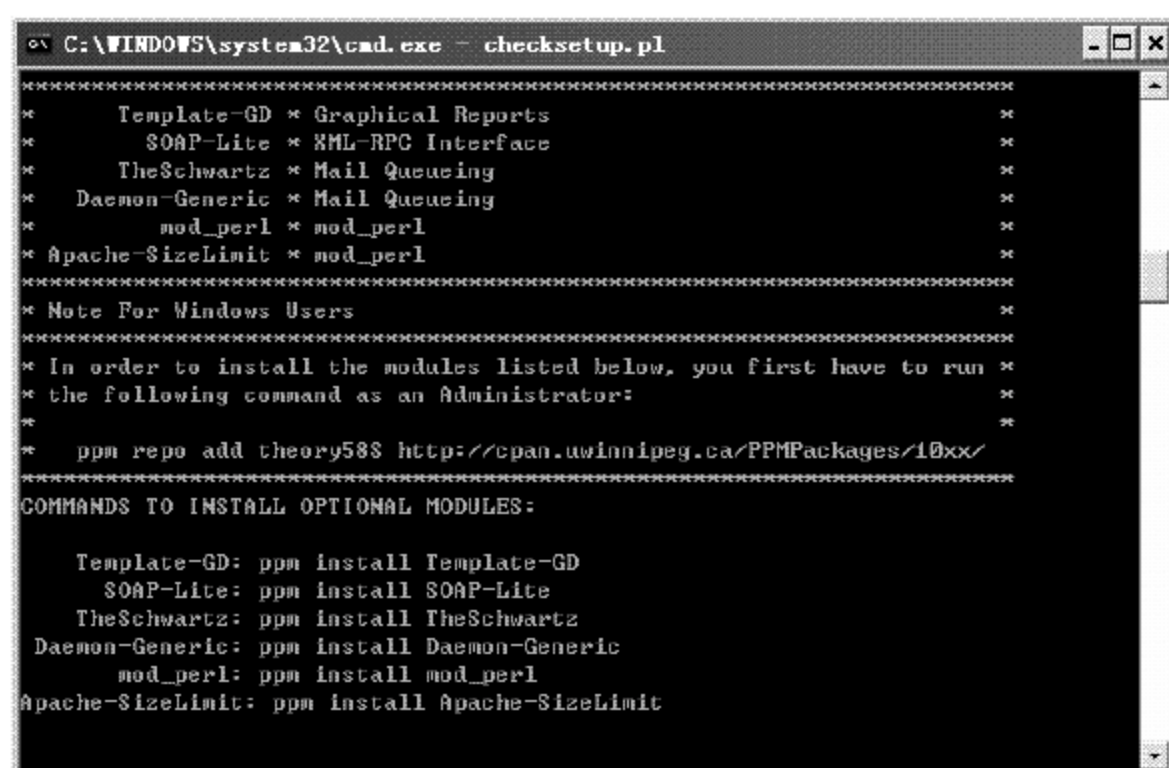 C:\WINDOWS\system32\cmd.exe - checksetup.pl
***********************************************************************
*       Template-GD * Graphical Reports                                *
*         SOAP-Lite * XML-RPC Interface                                *
*       TheSchwartz * Mail Queueing                                    *
*    Daemon-Generic * Mail Queueing                                    *
*          mod_perl * mod_perl                                         *
* Apache-SizeLimit * mod_perl                                          *
***********************************************************************
* Note For Windows Users                                               *
***********************************************************************
* In order to install the modules listed below, you first have to run *
* the following command as an Administrator:                           *
*                                                                      *
*   ppm repo add theory58S http://cpan.uwinnipeg.ca/PPMPackages/10xx/
***********************************************************************
COMMANDS TO INSTALL OPTIONAL MODULES:

    Template-GD: ppm install Template-GD
      SOAP-Lite: ppm install SOAP-Lite
    TheSchwartz: ppm install TheSchwartz
 Daemon-Generic: ppm install Daemon-Generic
       mod_perl: ppm install mod_perl
Apache-SizeLimit: ppm install Apache-SizeLimit